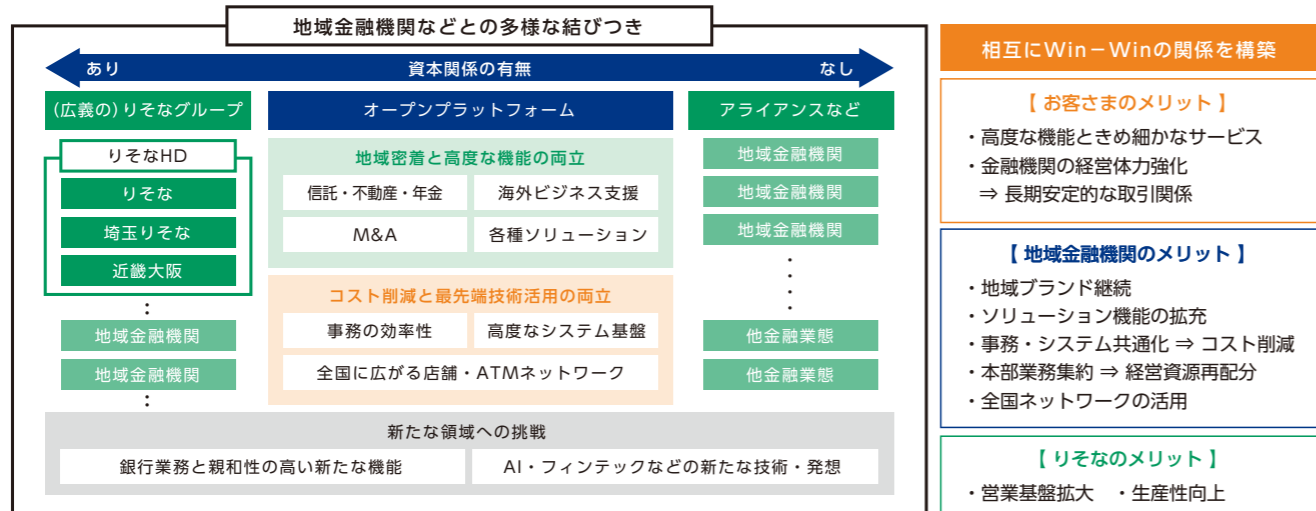 地域金融機関などとの多様な結びつき
あり 資本関係の有無 なし
(広義の)りそなグループ
りそなHD
りそな
埼玉りそな
近畿大阪
：
地域金融機関
地域金融機関
：
オープンプラットフォーム
地域密着と高度な機能の両立
信託・不動産・年金 海外ビジネス支援
M&A 各種ソリューション
コスト削減と最先端技術活用の両立
事務の効率性 高度なシステム基盤
全国に広がる店舗・ATMネットワーク
アライアンスなど
地域金融機関
地域金融機関
地域金融機関
・
・
・
・
他金融業態
他金融業態
新たな領域への挑戦
銀行業務と親和性の高い新たな機能 AI・フィンテックなどの新たな技術・発想
相互にWin－Winの関係を構築
【 お客さまのメリット 】
・高度な機能ときめ細かなサービス
・金融機関の経営体力強化
⇒ 長期安定的な取引関係
【 地域金融機関のメリット 】
・地域ブランド継続
・ソリューション機能の拡充
・事務・システム共通化 ⇒ コスト削減
・本部業務集約 ⇒ 経営資源再配分
・全国ネットワークの活用
【 りそなのメリット 】
・営業基盤拡大 ・生産性向上